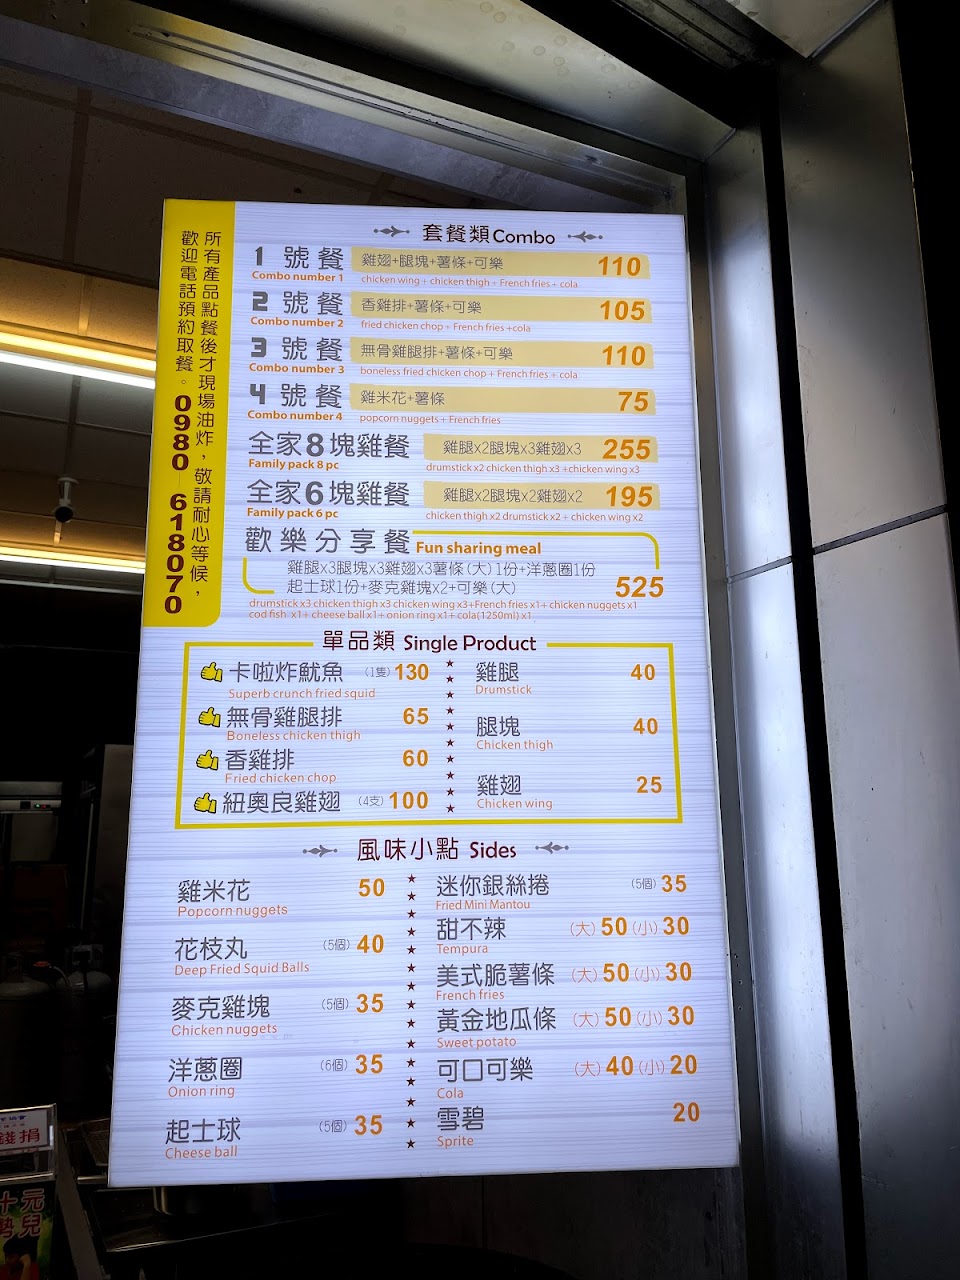 所有產品點餐後才現場油炸，敬請耐心等候，
歡迎電話預約取餐。0980-618070
套餐類Combo
1 號餐 雞翅+腿塊+薯條+可樂 110
Combo number 1 chicken wing + chicken thigh + French fries + cola
2 號餐 香雞排+薯條+可樂 105
Combo number 2 fried chicken chop + French fries +cola
3 號餐 無骨雞腿排+薯條+可樂 110
Combo number 3 boneless fried chicken chop + French fries + cola
4 號餐 雞米花+薯條 75
Combo number 4 popcorn nuggets + French fries
全家8塊雞餐 雞腿x2腿塊x3雞翅x3 255
Family pack 8 pc drumstick x2 chicken thigh x3 +chicken wing x3
全家6塊雞餐 雞腿x2腿塊x2雞翅x2 195
Family pack 6 pc chicken thigh x2 drumstick x2 + chicken wing x2
歡樂分享餐 Fun sharing meal
雞腿x3腿塊x3雞翅x3薯條(大)1份+洋蔥圈1份
起士球1份+麥克雞塊x2+可樂(大) 525
drumstick x3 chicken thigh x3 chicken wing x3+French fries x1+ chicken nuggets x1
cod fish x1+ cheese ball x1+ onion ring x1+ cola(1250ml) x1
單品類 Single Product
卡啦炸魷魚 (1隻) 130
Superb crunch fried squid
無骨雞腿排 65
Boneless chicken thigh
香雞排 60
Fried chicken chop
紐奧良雞翅 (4支) 100
雞腿 40
Drumstick
腿塊 40
Chicken thigh
雞翅 25
Chicken wing
風味小點 Sides
雞米花 50
Popcorn nuggets
花枝丸 (5個) 40
Deep Fried Squid Balls
麥克雞塊 (5個) 35
Chicken nuggets
洋蔥圈 (6個) 35
Onion ring
起士球 (5個) 35
Cheese ball
迷你銀絲捲 (5個) 35
Fried Mini Mantou
甜不辣 (大) 50 (小) 30
Tempura
美式脆薯條 (大) 50 (小) 30
French fries
黃金地瓜條 (大) 50 (小) 30
Sweet potato
可口可樂 (大) 40 (小) 20
Cola
雪碧 20
Sprite
錢捐